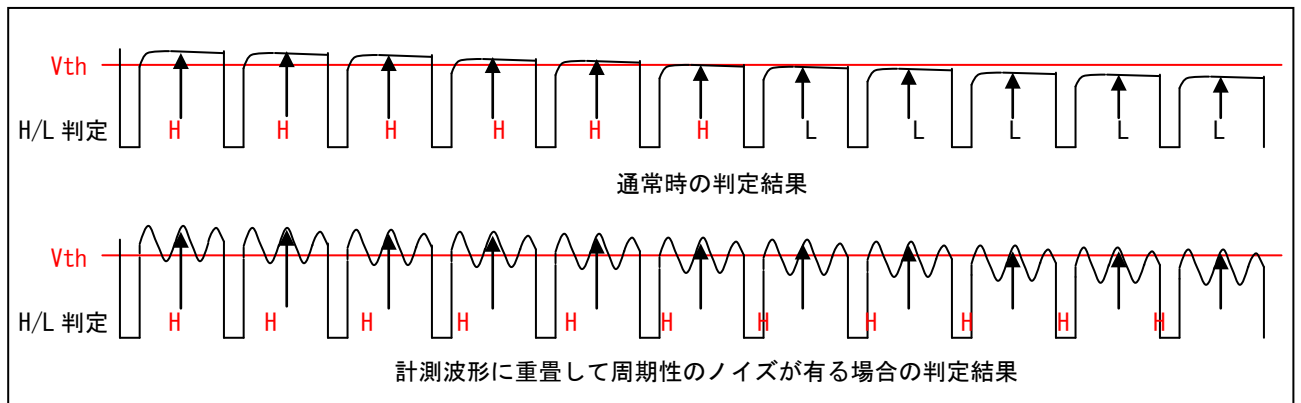 Vth
H/L 判定 H H H H H H L L L L L
通常時の判定結果
Vth
H/L 判定 H H H H H H H H H H H
計測波形に重畳して周期性のノイズが有る場合の判定結果